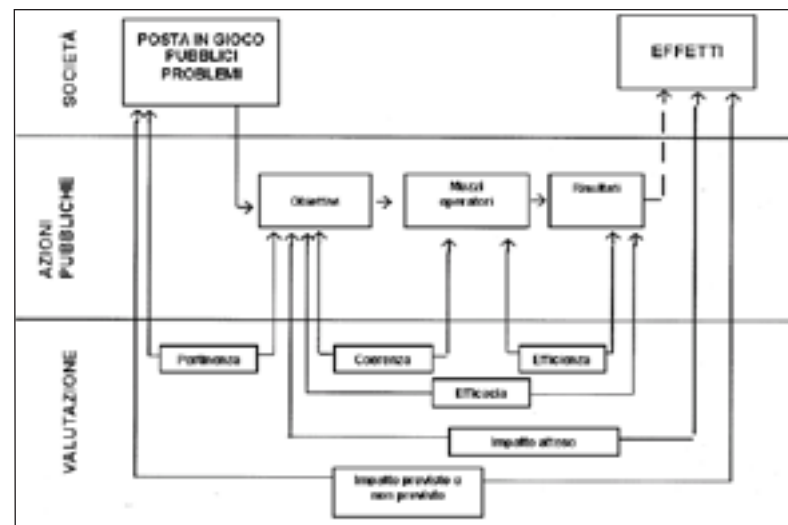 SOCIETÀ
POSTA IN GIOCO
PUBBLICI
PROBLEMI
EFFETTI
AZIONI
PUBBLICHE
Obiettivi
Mezzi
operatori
Risultati
VALUTAZIONE
Pertinenza
Coerenza
Efficienza
Efficacia
Impatto atteso
Impatto previsto o
non previsto